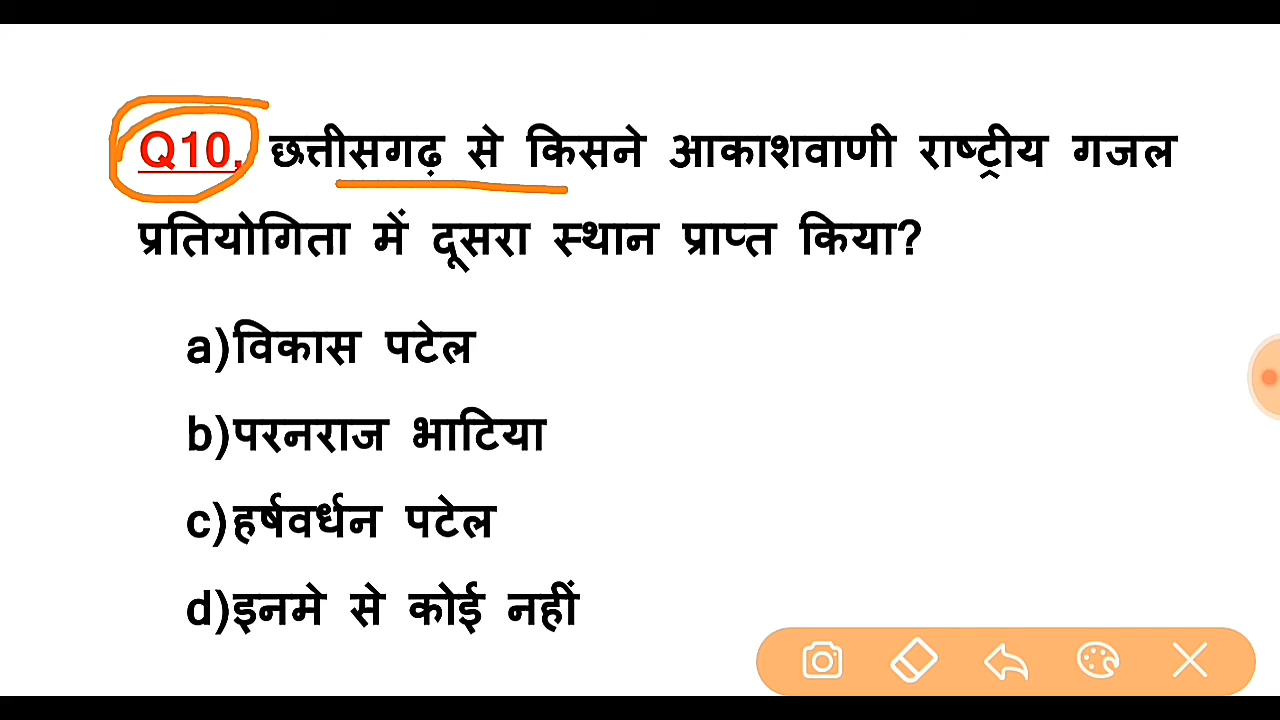 Q10. छत्तीसगढ़ से किसने आकाशवाणी राष्ट्रीय गजल
प्रतियोगिता में दूसरा स्थान प्राप्त किया?
a)विकास पटेल
b)परनराज भाटिया
c)हर्षवर्धन पटेल
d)इनमे से कोई नहीं